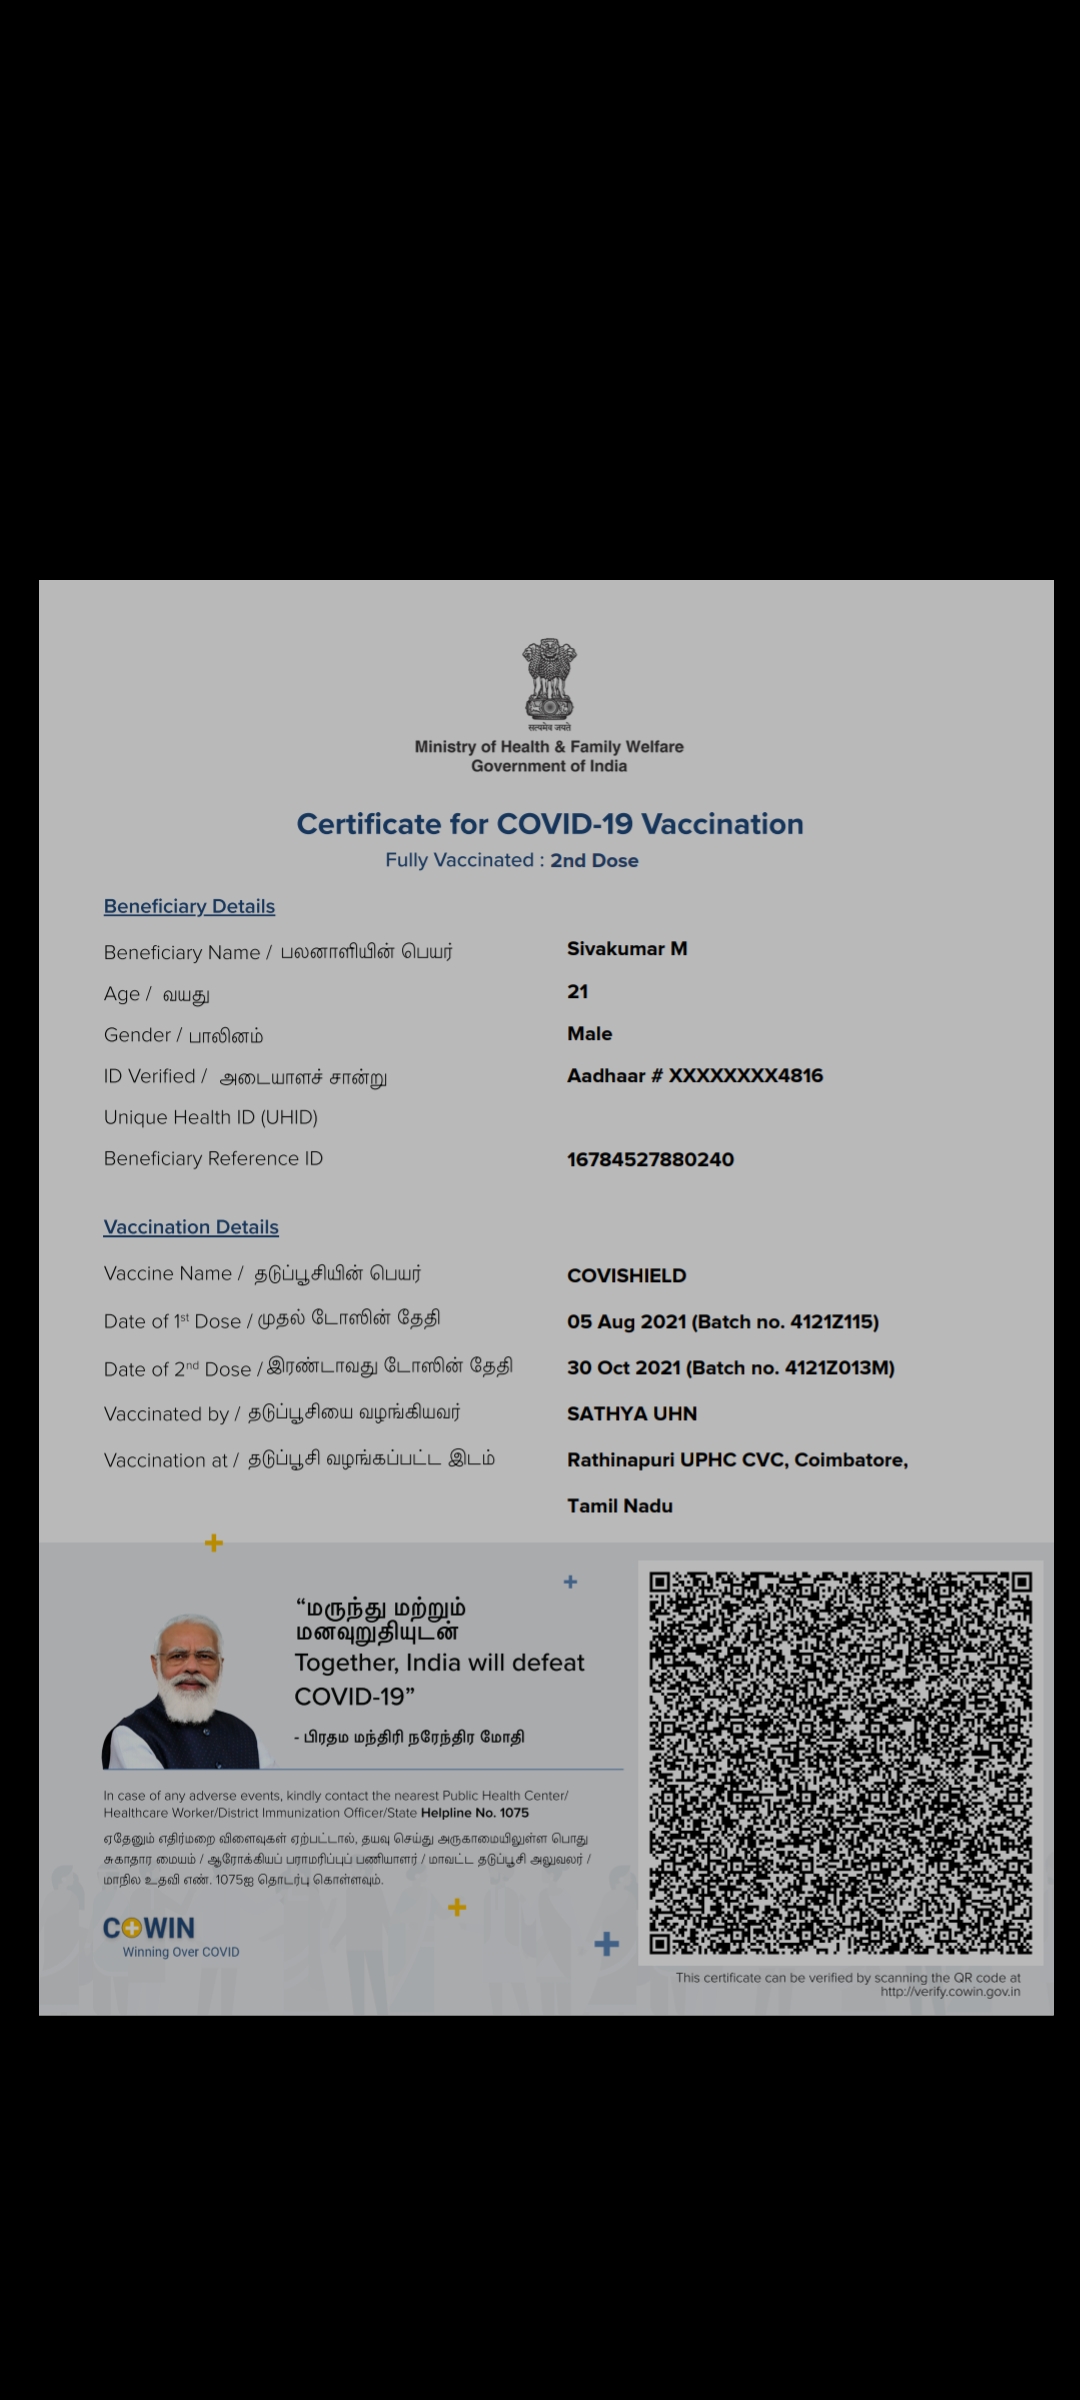 सत्यमेव जयते
Ministry of Health & Family Welfare
Government of India
Certificate for COVID-19 Vaccination
Fully Vaccinated : 2nd Dose
Beneficiary Details
Beneficiary Name / பலனாளியின் பெயர் Sivakumar M
Age / வயது 21
Gender / பாலினம் Male
ID Verified / அடையாளச் சான்று Aadhaar # XXXXXXXX4816
Unique Health ID (UHID)
Beneficiary Reference ID 16784527880240
Vaccination Details
Vaccine Name / தடுப்பூசியின் பெயர் COVISHIELD
Date of 1st Dose / முதல் டோஸின் தேதி 05 Aug 2021 (Batch no. 4121Z115)
Date of 2nd Dose / இரண்டாவது டோஸின் தேதி 30 Oct 2021 (Batch no. 4121Z013M)
Vaccinated by / தடுப்பூசியை வழங்கியவர் SATHYA UHN
Vaccination at / தடுப்பூசி வழங்கப்பட்ட இடம் Rathinapuri UPHC CVC, Coimbatore,
Tamil Nadu
“மருந்து மற்றும்
மனவுறுதியுடன்
Together, India will defeat
COVID-19”
- பிரதம மந்திரி நரேந்திர மோதி
In case of any adverse events, kindly contact the nearest Public Health Center/
Healthcare Worker/District Immunization Officer/State Helpline No. 1075
ஏதேனும் எதிர்மறை விளைவுகள் ஏற்பட்டால், தயவு செய்து அருகாமையிலுள்ள பொது
சுகாதார மையம் / ஆரோக்கியப் பராமரிப்புப் பணியாளர் / மாவட்ட தடுப்பூசி அலுவலர் /
மாநில உதவி எண். 1075ஐ தொடர்பு கொள்ளவும்.
COWIN
Winning Over COVID
This certificate can be verified by scanning the QR code at
http://verify.cowin.gov.in